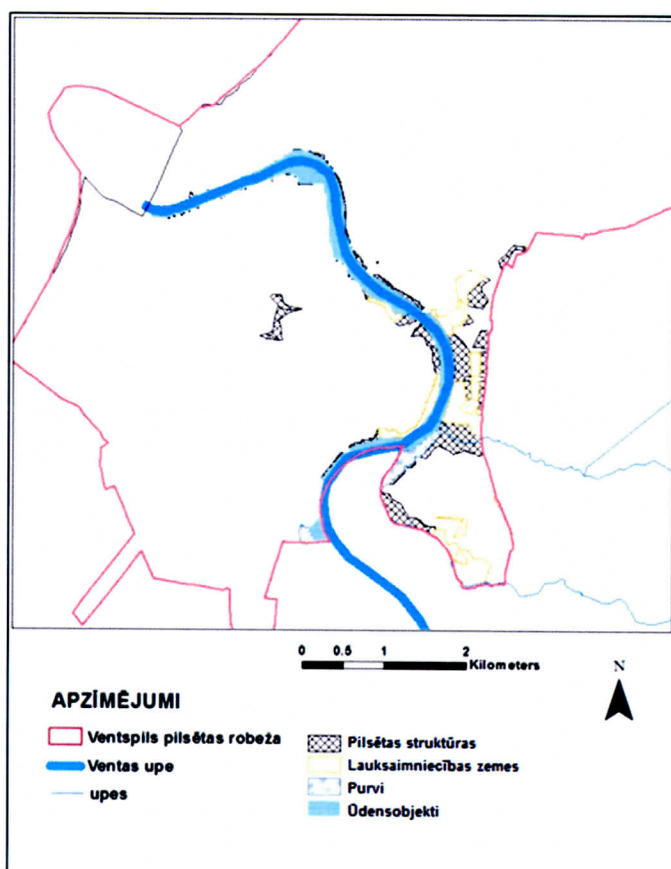 0 0.5 1 2
Kilometers
N
APZĪMĒJUMI
Ventspils pilsētas robeža
Ventas upe
upes
Pilsētas struktūras
Lauksaimniecības zemes
Purvi
Ūdensobjekti